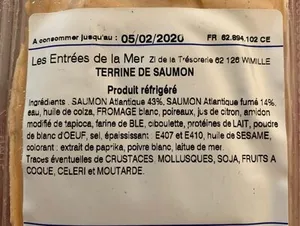 A consommer jusqu'au : 05/02/2020 FR 62.894.102 CE
Les Entrées de la Mer ZI de la Trésorerie 62 126 WIMILLE
TERRINE DE SAUMON
Produit réfrigéré
Ingrédients : SAUMON Atlantique 43%, SAUMON Atlantique fumé 14%,
eau, huile de colza, FROMAGE blanc, poireaux, jus de citron, amidon
modifié de tapioca, farine de BLE, ciboulette, protéines de LAIT, poudre
de blanc d'OEUF, sel, épaississant : E407 et E410, huile de SESAME,
colorant : extrait de paprika, poivre blanc, laitue de mer.
Traces éventuelles de CRUSTACES. MOLLUSQUES, SOJA, FRUITS A
COQUE, CELERI et MOUTARDE.